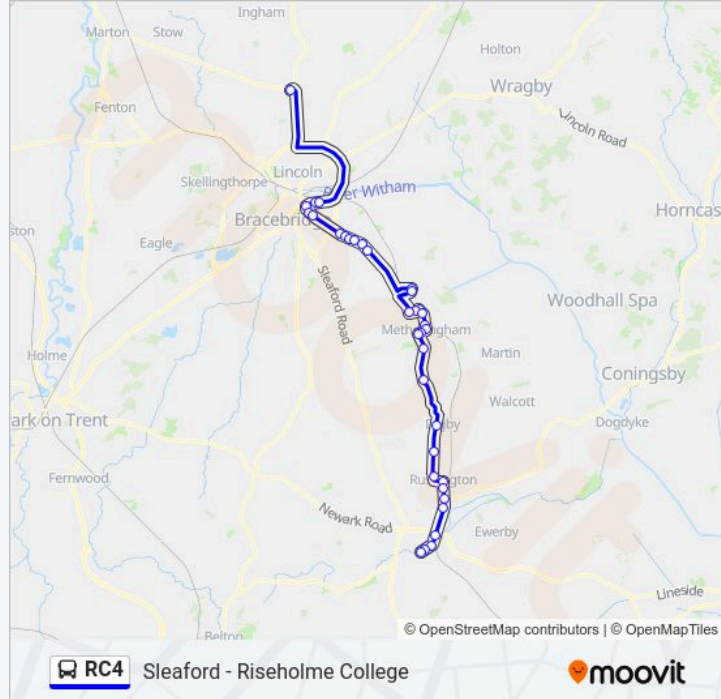 Ingham
Marton
Stow
Holton
Wragby
Fenton
Lincoln Road
Lincoln
Skellingthorpe
River Witham
Bracebridge
Horncas
ston
Eagle
Sleaford Road
Woodhall Spa
Metheringham
Holme
Martin
Coningsby
Walcott
ark on Trent
Digby
Dogdyke
Fernwood
Ruskington
Newark Road
Ewerby
Lineside
Belton
© OpenStreetMap contributors | © OpenMapTiles
RC4 Sleaford - Riseholme College
moovit